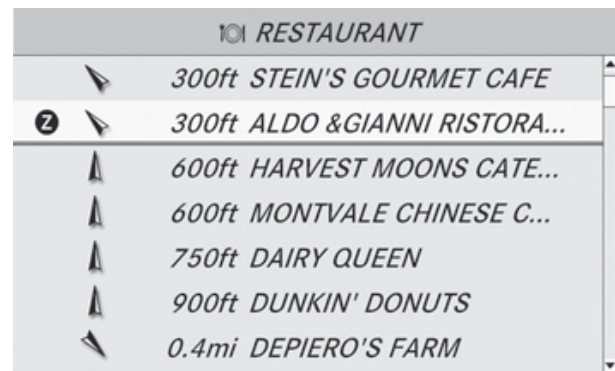 RESTAURANT
300ft STEIN'S GOURMET CAFE
Z 300ft ALDO &GIANNI RISTORA...
600ft HARVEST MOONS CATE...
600ft MONTVALE CHINESE C...
750ft DAIRY QUEEN
900ft DUNKIN' DONUTS
0.4mi DEPIERO'S FARM